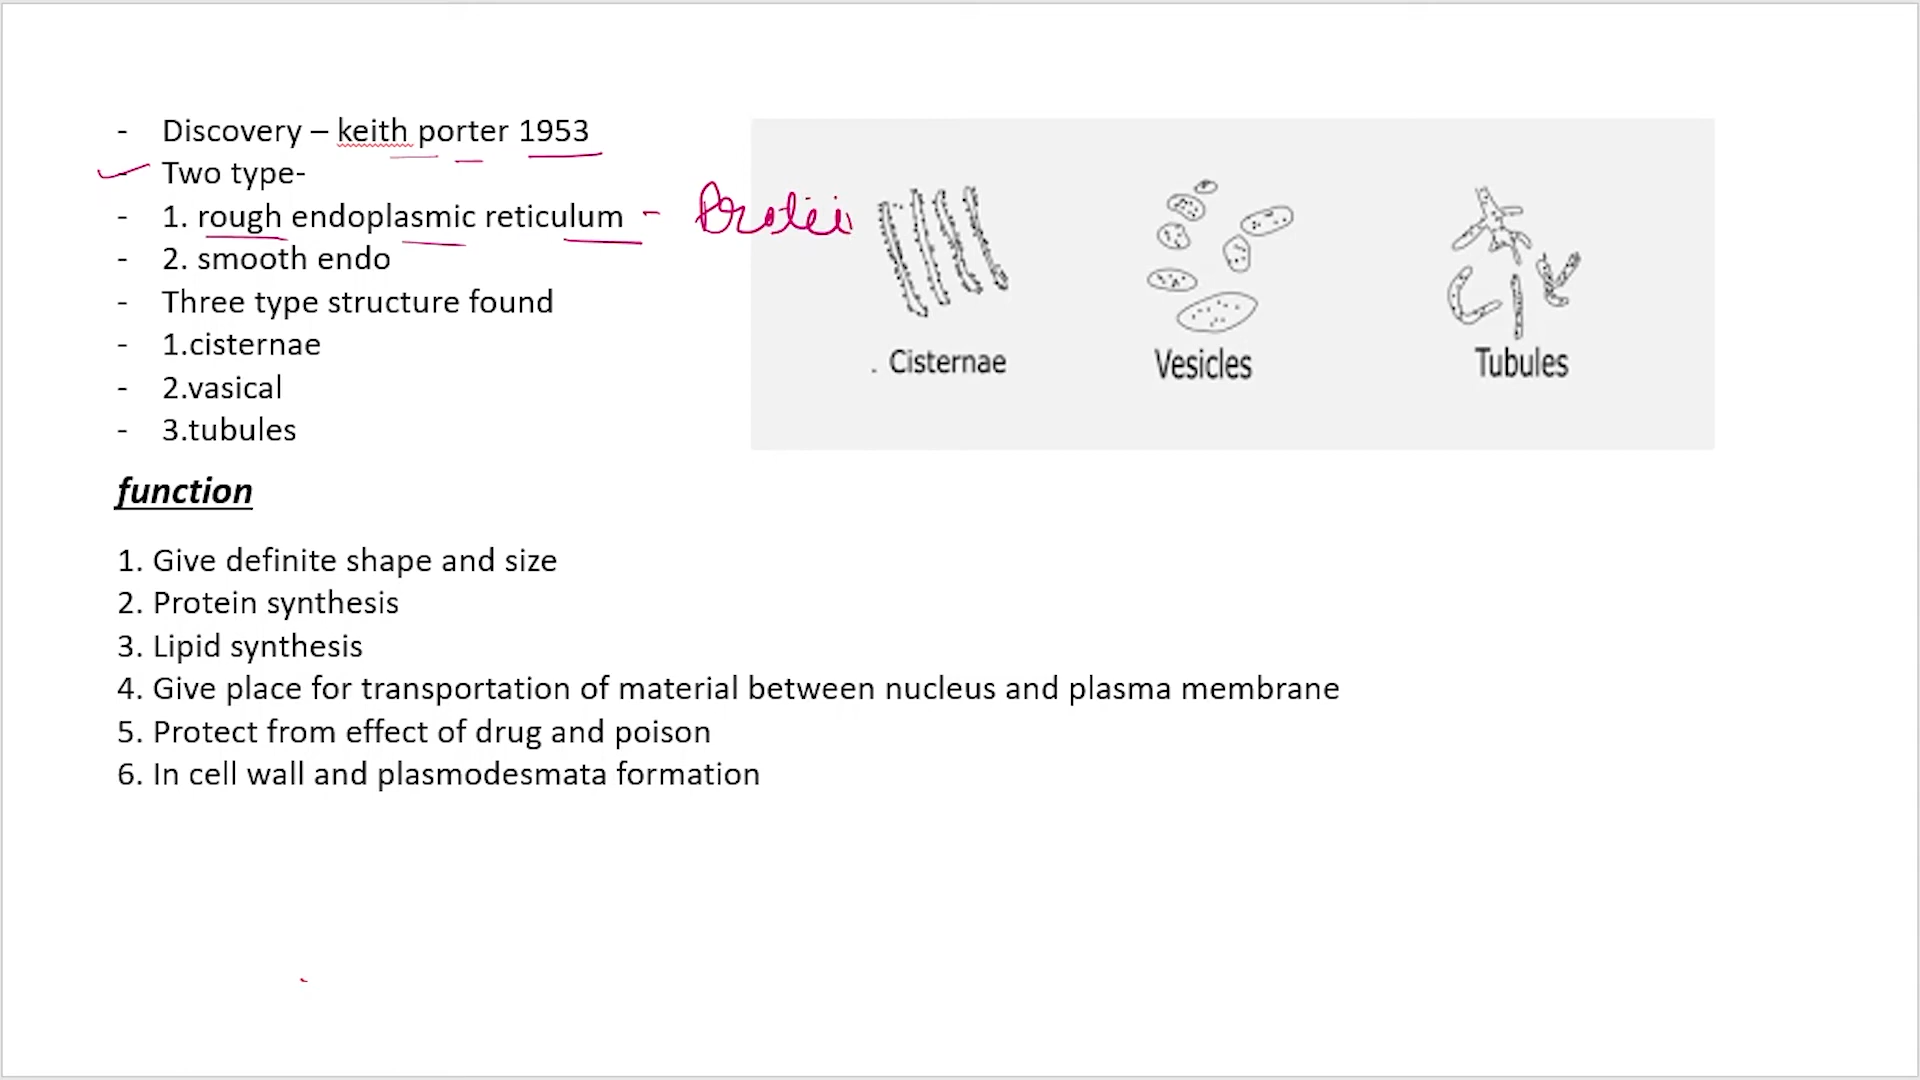 - Discovery – keith porter 1953
- Two type-
- 1. rough endoplasmic reticulum - Protei
- 2. smooth endo
- Three type structure found
- 1.cisternae
- 2.vasical
- 3.tubules
. Cisternae
Vesicles
Tubules
function
1. Give definite shape and size
2. Protein synthesis
3. Lipid synthesis
4. Give place for transportation of material between nucleus and plasma membrane
5. Protect from effect of drug and poison
6. In cell wall and plasmodesmata formation